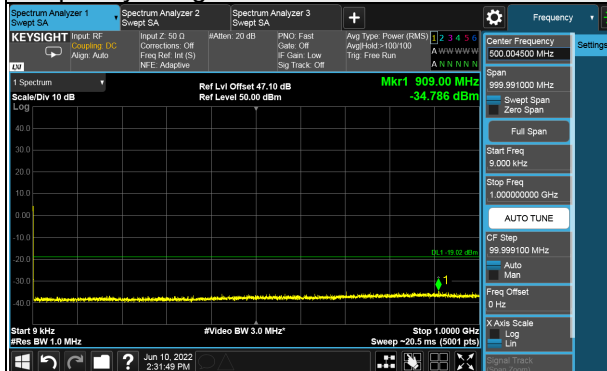 Spectrum Analyzer 1
Swept SA
Spectrum Analyzer 2
Swept SA
Spectrum Analyzer 3
Swept SA
Frequency
KEYSIGHT
Input: RF
Coupling: DC
Align: Auto
Input Z: 50 Ω
Corrections: Off
Freq Ref: Int (S)
NFE: Adaptive
#Atten: 20 dB
PNO: Fast
Gate: Off
IF Gain: Low
Sig Track: Off
Avg Type: Power (RMS)
Avg|Hold:>100/100
Trig: Free Run
1 2 3 4 5 6
A W W W W W
A N N N N N
LXI
1 Spectrum
Scale/Div 10 dB
Log
Ref Lvl Offset 47.10 dB
Ref Level 50.00 dBm
Mkr1 909.00 MHz
-34.786 dBm
40.0
30.0
20.0
10.0
0.00
-10.0
-20.0
-30.0
-40.0
DL1 -19.02 dBm
1
Start 9 kHz
#Res BW 1.0 MHz
#Video BW 3.0 MHz*
Stop 1.0000 GHz
Sweep ~20.5 ms (5001 pts)
Jun 10, 2022
2:31:49 PM
Center Frequency
500.004500 MHz
Settings
Span
999.991000 MHz
Swept Span
Zero Span
Full Span
Start Freq
9.000 kHz
Stop Freq
1.000000000 GHz
AUTO TUNE
CF Step
99.999100 MHz
Auto
Man
Freq Offset
0 Hz
X Axis Scale
Log
Lin
Signal Track
(Span Zoom)